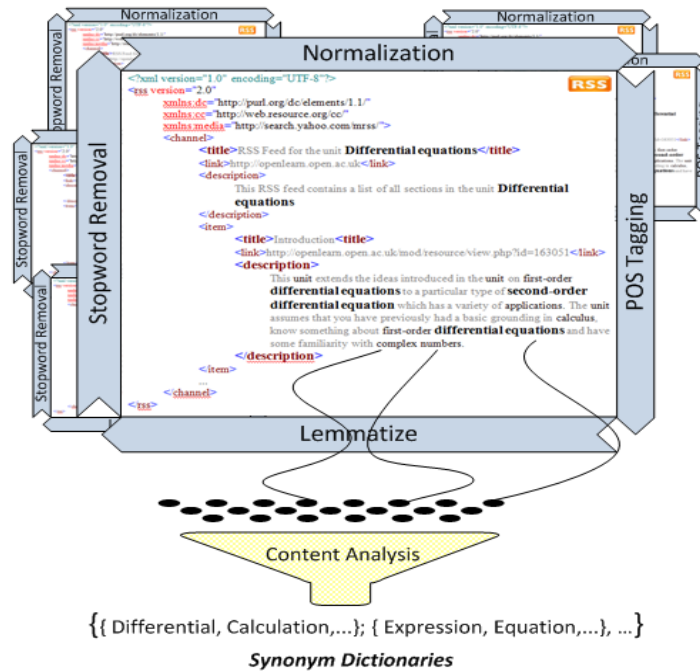 Normalization
Normalization
RSS
Stopword Removal
Normalization
POS Tagging
Stopword Removal
Stopword Removal
Stopword Removal
<?xml version="1.0" encoding="UTF-8"?>
RSS
<rss version="2.0"
xmlns:dc="http://purl.org/dc/elements/1.1/"
xmlns:cc="http://web.resource.org/cc/"
xmlns:media="http://search.yahoo.com/mrss/">
<channel>
<title>RSS Feed for the unit Differential equations</title>
<link>http://openlearn.open.ac.uk</link>
<description>
This RSS feed contains a list of all sections in the unit Differential
equations
</description>
<item>
<title>Introduction<title>
<link>http://openlearn.open.ac.uk/mod/resource/view.php?id=163051</link>
<description>
This unit extends the ideas introduced in the unit on first-order
differential equations to a particular type of second-order
differential equation which has a variety of applications. The unit
assumes that you have previously had a basic grounding in calculus,
know something about first-order differential equations and have
some familiarity with complex numbers.
</description>
</item>
...
</channel>
</rss>
Lemmatize
Content Analysis
{{ Differential, Calculation,...}; { Expression, Equation,...}, ...}
Synonym Dictionaries